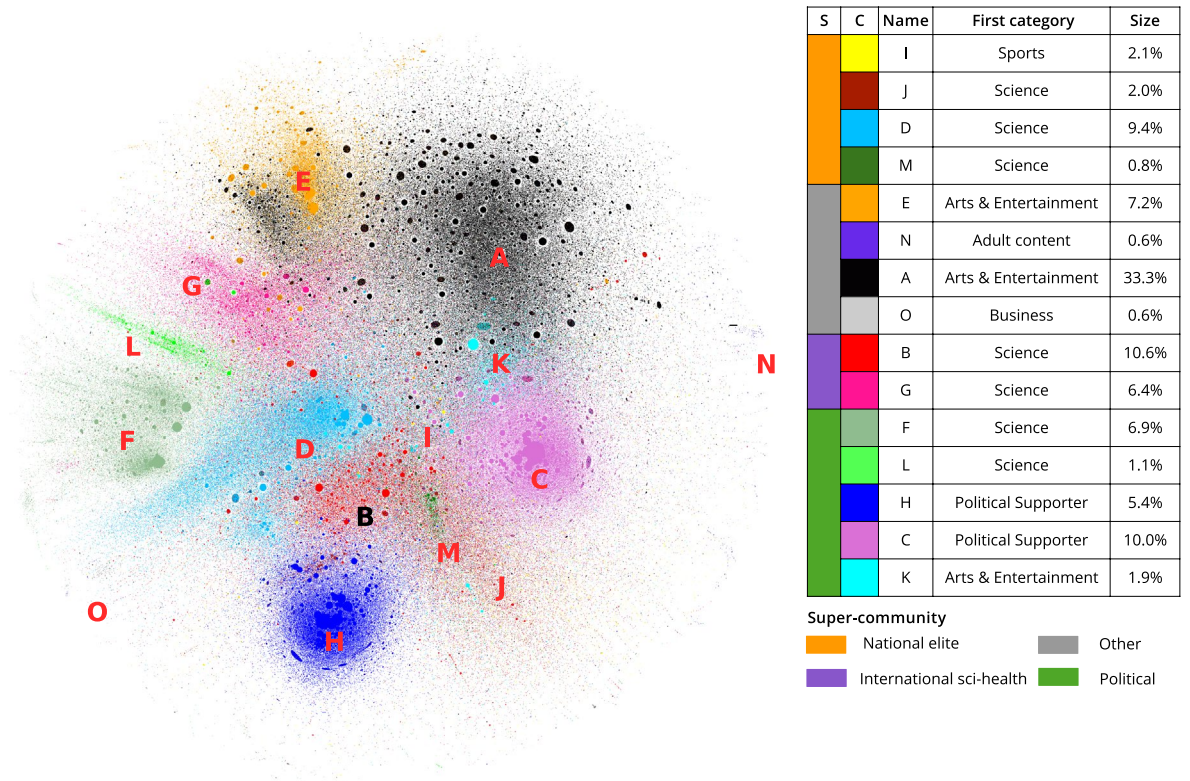 E
A
G
L
K
N
F
I
D
C
B
M
J
O
H
S C Name First category Size
I Sports 2.1%
J Science 2.0%
D Science 9.4%
M Science 0.8%
E Arts & Entertainment 7.2%
N Adult content 0.6%
A Arts & Entertainment 33.3%
O Business 0.6%
B Science 10.6%
G Science 6.4%
F Science 6.9%
L Science 1.1%
H Political Supporter 5.4%
C Political Supporter 10.0%
K Arts & Entertainment 1.9%
Super-community
National elite Other
International sci-health Political